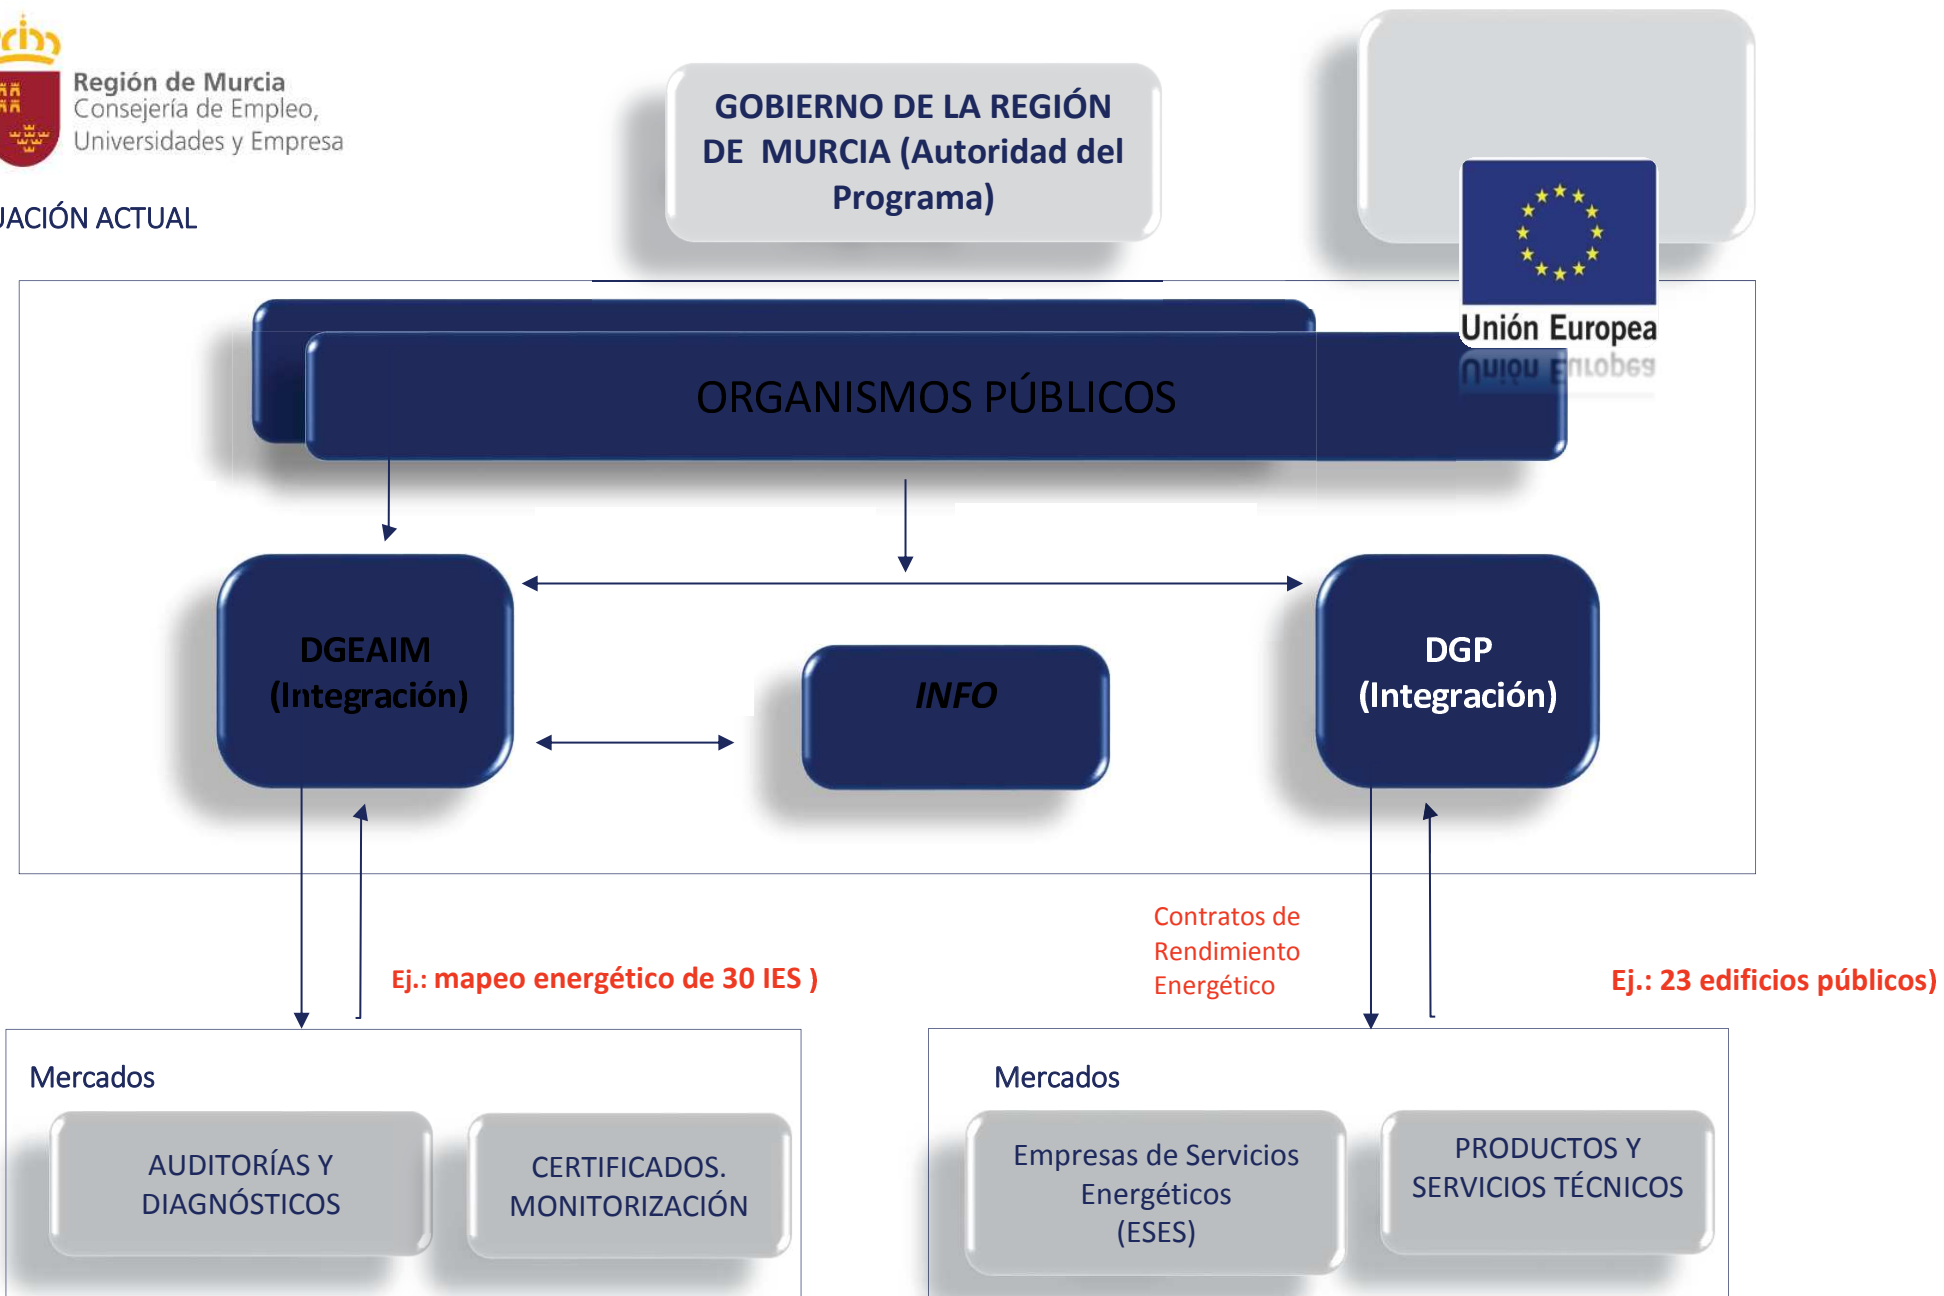 Región de Murcia
Consejería de Empleo,
Universidades y Empresa
UACIÓN ACTUAL
GOBIERNO DE LA REGIÓN
DE MURCIA (Autoridad del
Programa)
Unión Europea
ORGANISMOS PÚBLICOS
DGEAIM
(Integración)
INFO
DGP
(Integración)
Contratos de
Rendimiento
Energético
Ej.: mapeo energético de 30 IES )
Ej.: 23 edificios públicos)
Mercados
AUDITORÍAS Y
DIAGNÓSTICOS
CERTIFICADOS.
MONITORIZACIÓN
Mercados
Empresas de Servicios
Energéticos
(ESES)
PRODUCTOS Y
SERVICIOS TÉCNICOS